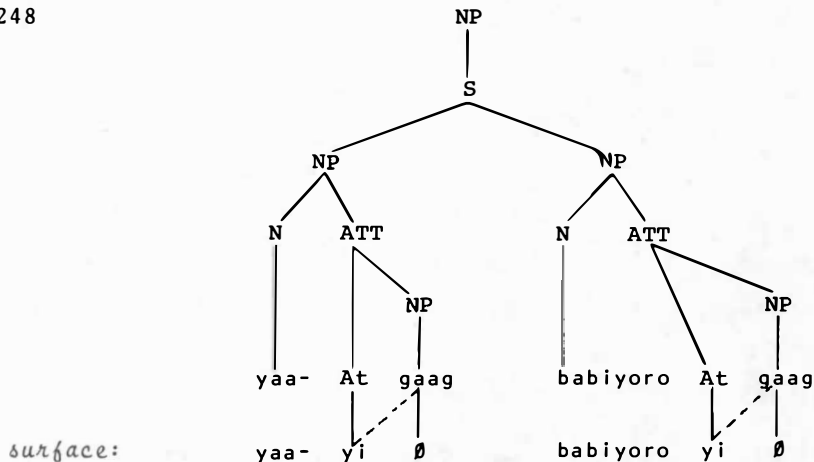 248
NP
S
NP NP
N ATT N ATT
NP NP
yaa- At gaag babiyoro At gaag
surface: yaa- yi ∅ babiyoro yi ∅